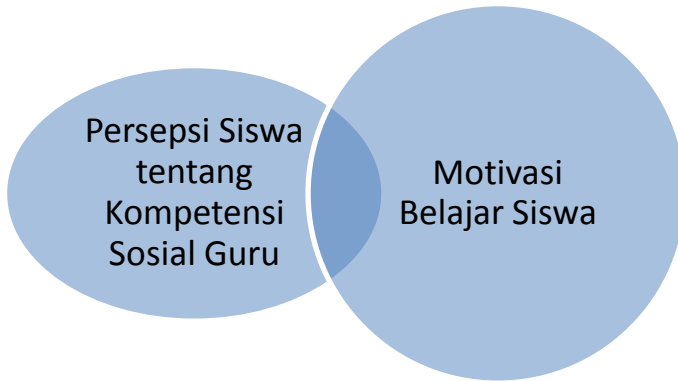 Persepsi Siswa
tentang
Kompetensi
Sosial Guru
Motivasi
Belajar Siswa